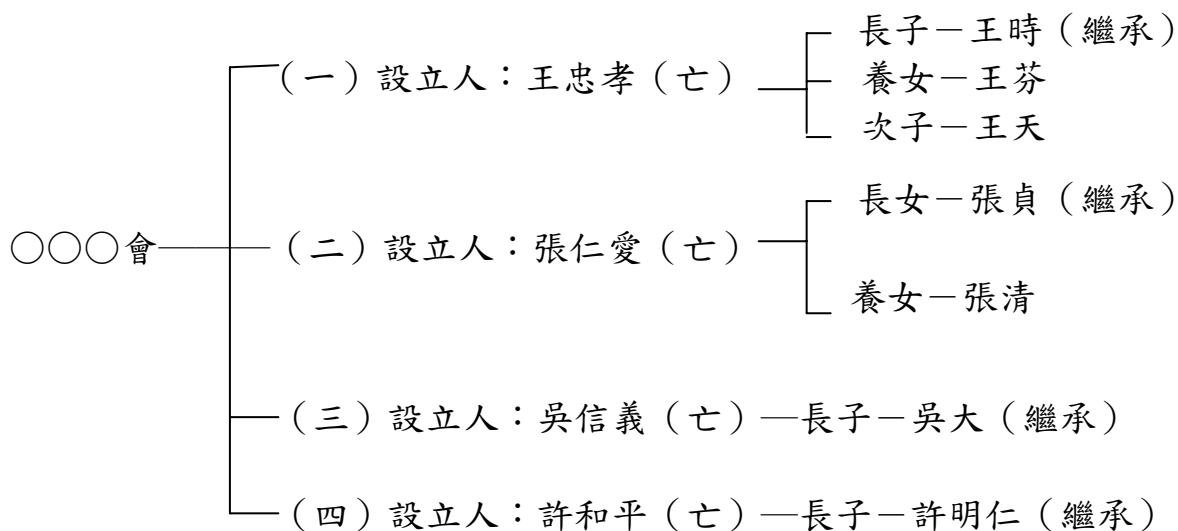 長子－王時（繼承）
（一）設立人：王忠孝（亡）
養女－王芬
次子－王天
長女－張貞（繼承）
○○○會
（二）設立人：張仁愛（亡）
養女－張清
（三）設立人：吳信義（亡）—長子－吳大（繼承）
（四）設立人：許和平（亡）—長子－許明仁（繼承）